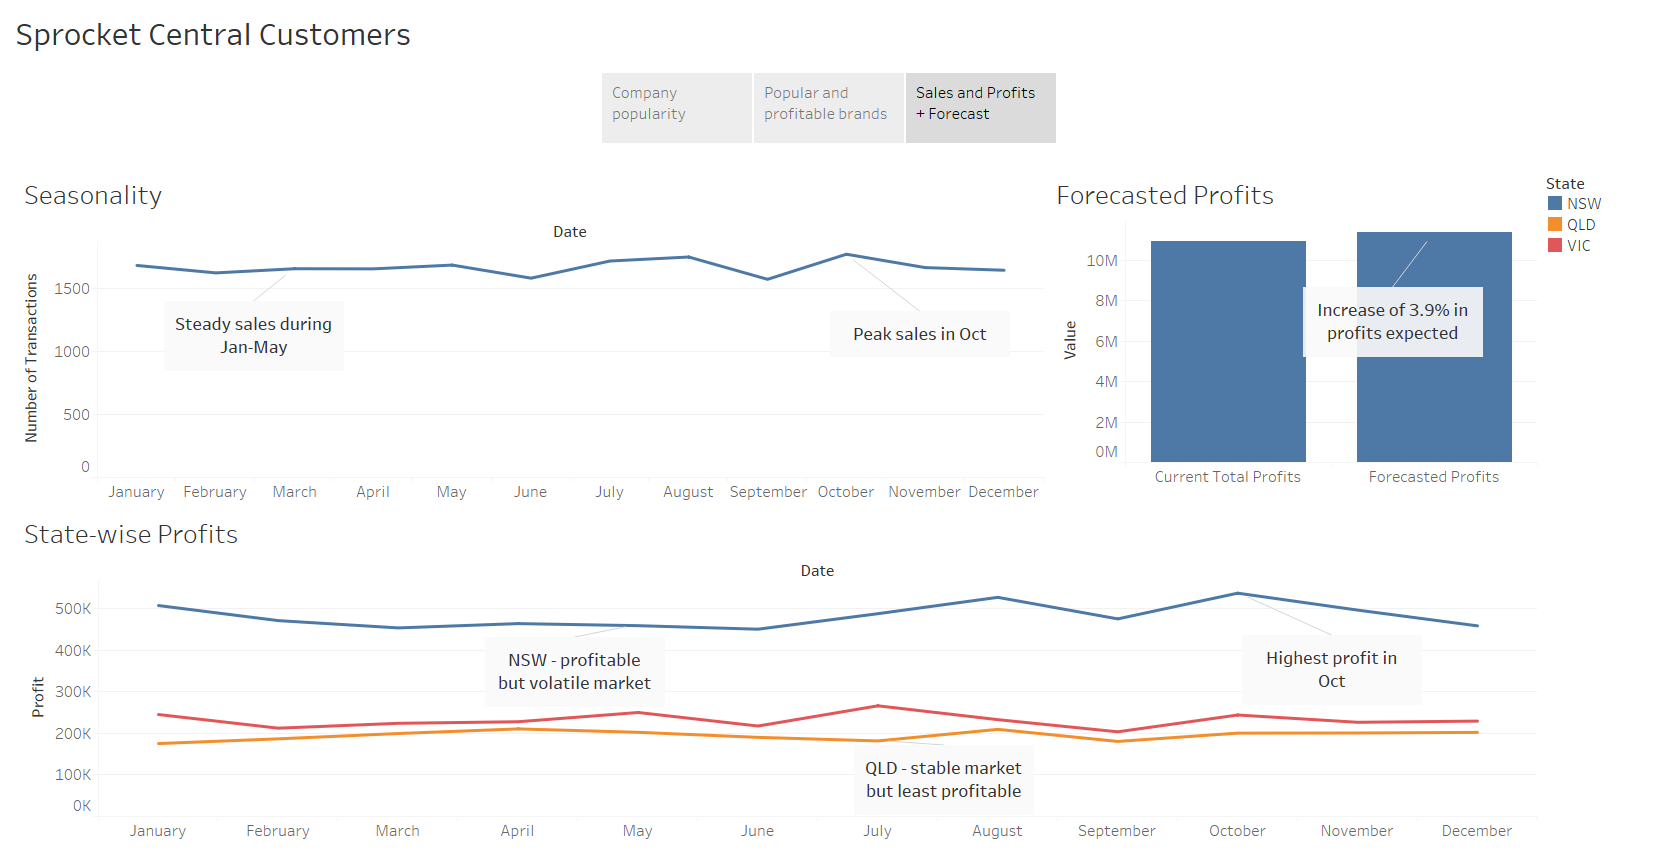 Sprocket Central Customers
Company
popularity
Popular and
profitable brands
Sales and Profits
+ Forecast
Seasonality
Date
Number of Transactions
1500
1000
500
0
Steady sales during
Jan-May
Peak sales in Oct
January February March April May June July August September October November December
Forecasted Profits
Value
10M
8M
6M
4M
2M
0M
Increase of 3.9% in
profits expected
Current Total Profits Forecasted Profits
State
NSW
QLD
VIC
State-wise Profits
Date
Profit
500K
400K
300K
200K
100K
0K
NSW - profitable
but volatile market
Highest profit in
Oct
QLD - stable market
but least profitable
January February March April May June July August September October November December